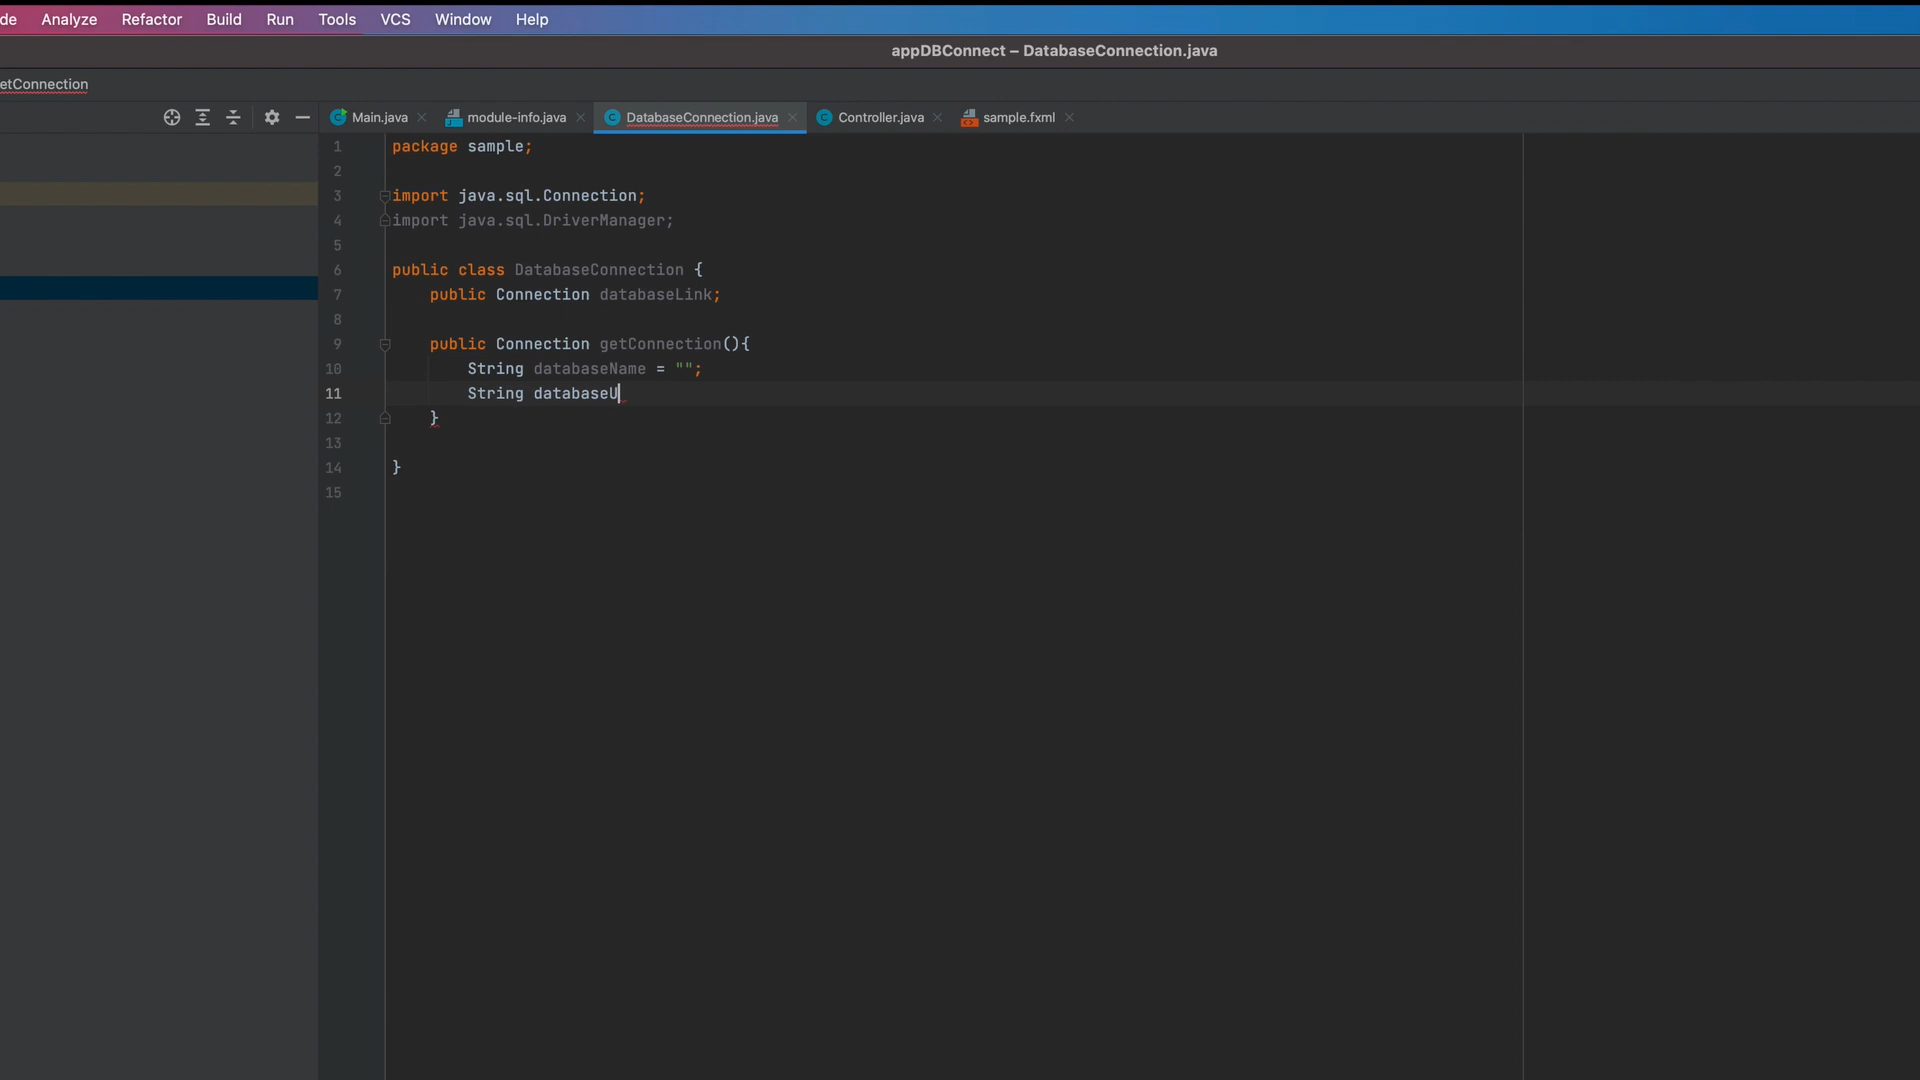 de Analyze Refactor Build Run Tools VCS Window Help
appDBConnect – DatabaseConnection.java
etConnection
Main.java module-info.java DatabaseConnection.java Controller.java sample.fxml
1 package sample;
2
3 import java.sql.Connection;
4 import java.sql.DriverManager;
5
6 public class DatabaseConnection {
7 public Connection databaseLink;
8
9 public Connection getConnection(){
10 String databaseName = "";
11 String databaseU
12 }
13
14 }
15